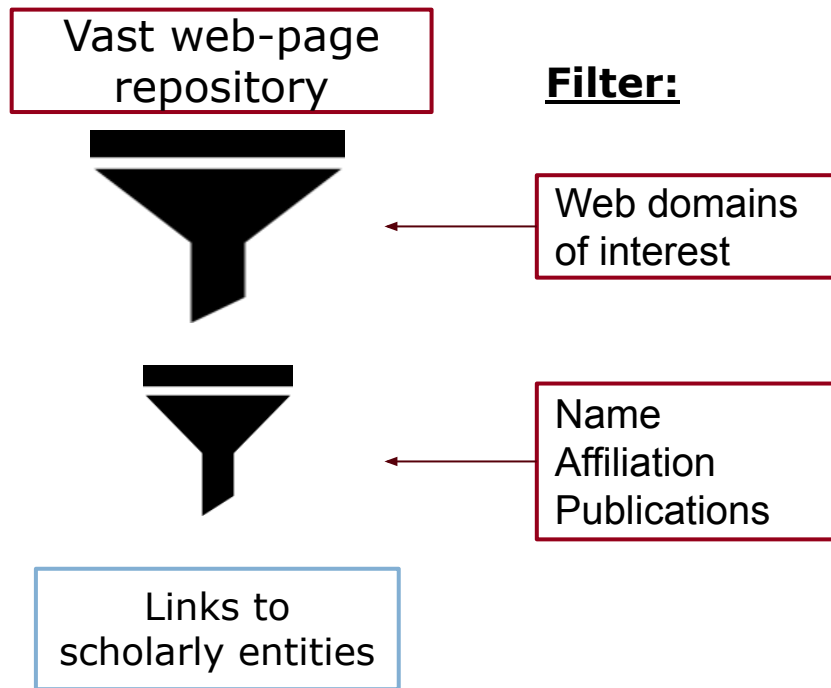 Vast web-page
repository
Filter:
Web domains
of interest
Name
Affiliation
Publications
Links to
scholarly entities